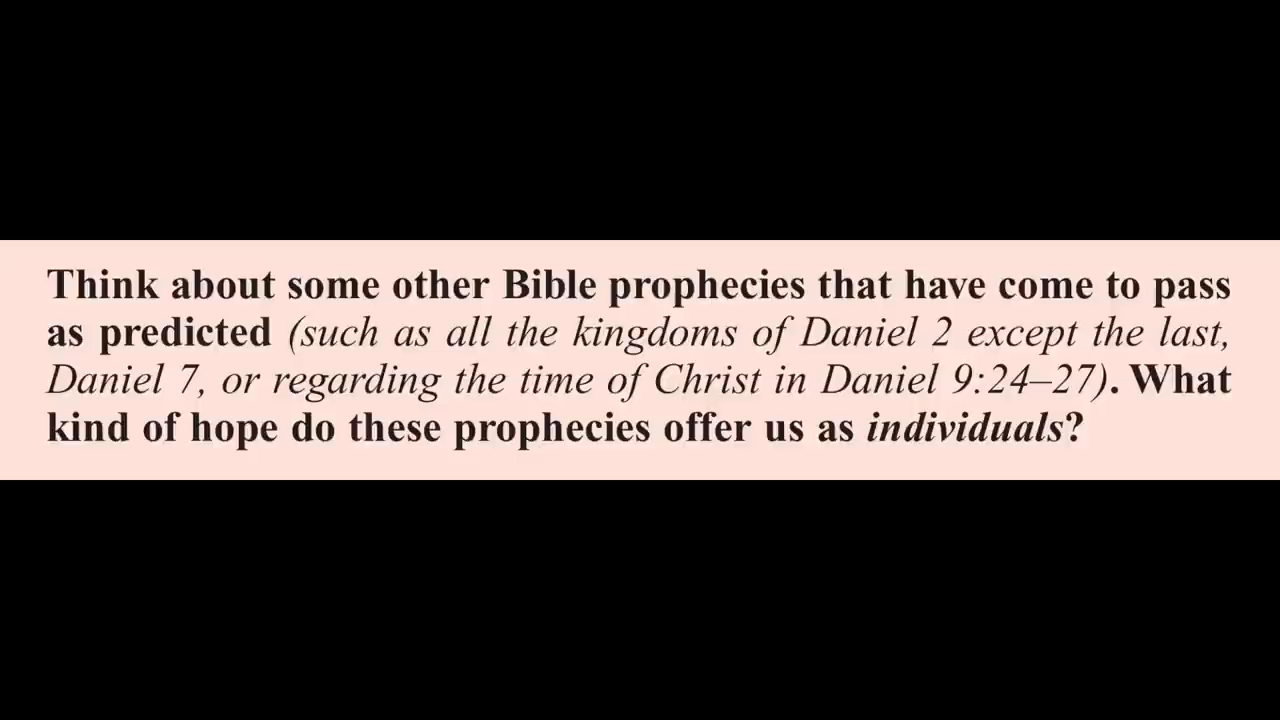 Think about some other Bible prophecies that have come to pass
as predicted (such as all the kingdoms of Daniel 2 except the last,
Daniel 7, or regarding the time of Christ in Daniel 9:24–27). What
kind of hope do these prophecies offer us as individuals?